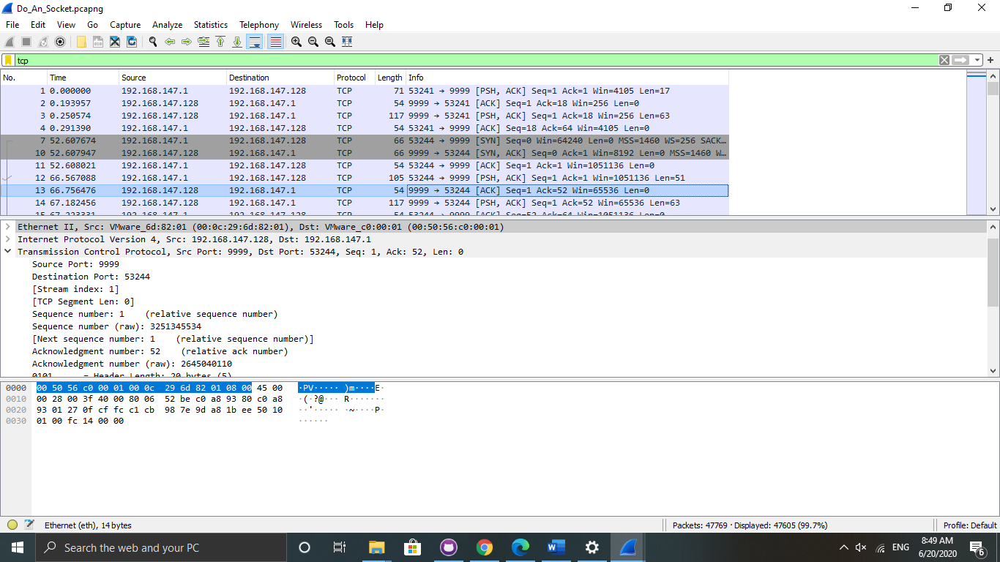 Do_An_Socket.pcapng
File Edit View Go Capture Analyze Statistics Telephony Wireless Tools Help
tcp
No. Time Source Destination Protocol Length Info
1 0.000000 192.168.147.1 192.168.147.128 TCP 71 53241 → 9999 [PSH, ACK] Seq=1 Ack=1 Win=4105 Len=17
2 0.193957 192.168.147.128 192.168.147.1 TCP 54 9999 → 53241 [ACK] Seq=1 Ack=18 Win=256 Len=0
3 0.250574 192.168.147.128 192.168.147.1 TCP 117 9999 → 53241 [PSH, ACK] Seq=1 Ack=18 Win=256 Len=63
4 0.291390 192.168.147.1 192.168.147.128 TCP 54 53241 → 9999 [ACK] Seq=18 Ack=64 Win=4105 Len=0
7 52.607674 192.168.147.1 192.168.147.128 TCP 66 53244 → 9999 [SYN] Seq=0 Win=64240 Len=0 MSS=1460 WS=256 SACK…
10 52.607947 192.168.147.128 192.168.147.1 TCP 66 9999 → 53244 [SYN, ACK] Seq=0 Ack=1 Win=8192 Len=0 MSS=1460 W…
11 52.608021 192.168.147.1 192.168.147.128 TCP 54 53244 → 9999 [ACK] Seq=1 Ack=1 Win=1051136 Len=0
12 66.567088 192.168.147.1 192.168.147.128 TCP 105 53244 → 9999 [PSH, ACK] Seq=1 Ack=1 Win=1051136 Len=51
13 66.756476 192.168.147.128 192.168.147.1 TCP 54 9999 → 53244 [ACK] Seq=1 Ack=52 Win=65536 Len=0
14 67.182456 192.168.147.128 192.168.147.1 TCP 117 9999 → 53244 [PSH, ACK] Seq=1 Ack=52 Win=65536 Len=63
15 67.223331 192.168.147.1 192.168.147.128 TCP 54 53244 → 9999 [ACK] Seq=52 Ack=64 Win=1051136 Len=0
Ethernet II, Src: VMware_6d:82:01 (00:0c:29:6d:82:01), Dst: VMware_c0:00:01 (00:50:56:c0:00:01)
Internet Protocol Version 4, Src: 192.168.147.128, Dst: 192.168.147.1
Transmission Control Protocol, Src Port: 9999, Dst Port: 53244, Seq: 1, Ack: 52, Len: 0
Source Port: 9999
Destination Port: 53244
[Stream index: 1]
[TCP Segment Len: 0]
Sequence number: 1 (relative sequence number)
Sequence number (raw): 3251345534
[Next sequence number: 1 (relative sequence number)]
Acknowledgment number: 52 (relative ack number)
Acknowledgment number (raw): 2645040110
0101 .... = Header Length: 20 bytes (5)
0000 00 50 56 c0 00 01 00 0c 29 6d 82 01 08 00 45 00 ·PV····· )m····E·
0010 00 28 00 3f 40 00 80 06 52 be c0 a8 93 80 c0 a8 ·(·?@··· R·······
0020 93 01 27 0f cf fc c1 cb 98 7e 9d a8 1b ee 50 10 ··'····· ·~····P·
0030 01 00 fc 14 00 00 ······
Ethernet (eth), 14 bytes Packets: 47769 · Displayed: 47605 (99.7%) Profile: Default
Search the web and your PC
ENG
8:49 AM
6/20/2020
6